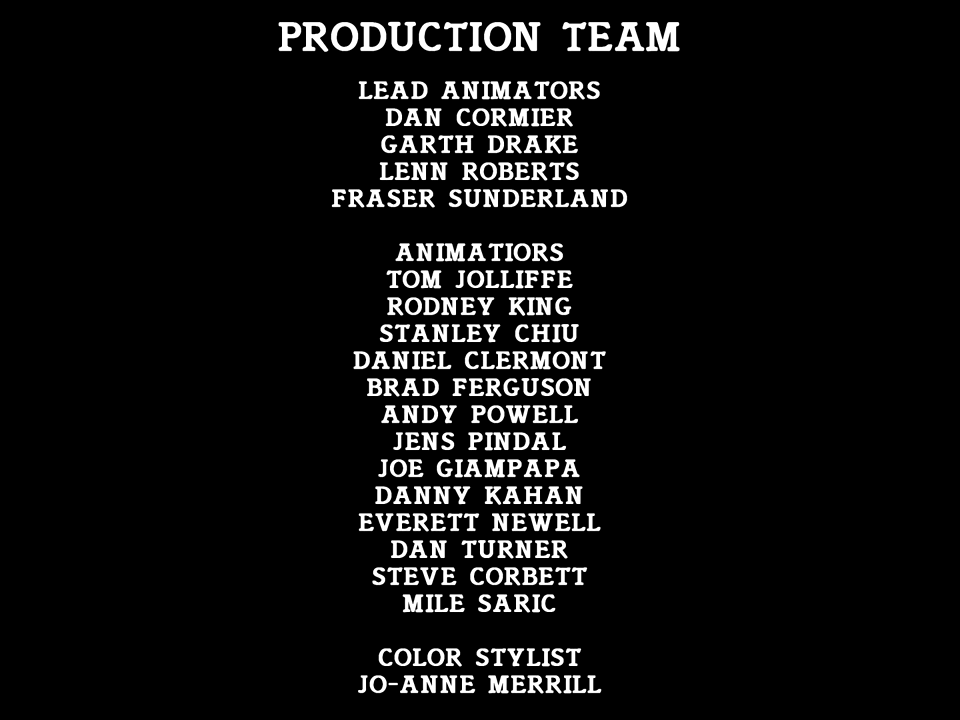 PRODUCTION TEAM
LEAD ANIMATORS
DAN CORMIER
GARTH DRAKE
LENN ROBERTS
FRASER SUNDERLAND
ANIMATIORS
TOM JOLLIFFE
RODNEY KING
STANLEY CHIU
DANIEL CLERMONT
BRAD FERGUSON
ANDY POWELL
JENS PINDAL
JOE GIAMPAPA
DANNY KAHAN
EVERETT NEWELL
DAN TURNER
STEVE CORBETT
MILE SARIC
COLOR STYLIST
JO-ANNE MERRILL